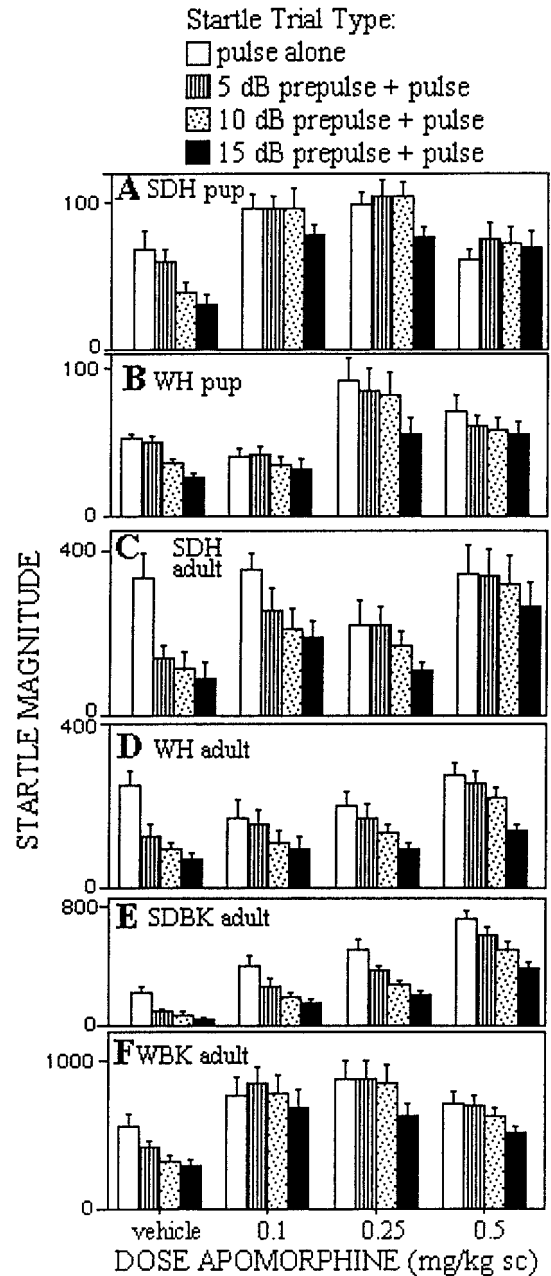 Startle Trial Type:
pulse alone
5 dB prepulse + pulse
10 dB prepulse + pulse
15 dB prepulse + pulse
A SDH pup
100
0
B WH pup
100
0
C SDH
adult
400
0
D WH adult
400
0
E SDBK adult
800
0
F WBK adult
1000
0
STARTLE MAGNITUDE
vehicle 0.1 0.25 0.5
DOSE APOMORPHINE (mg/kg sc)